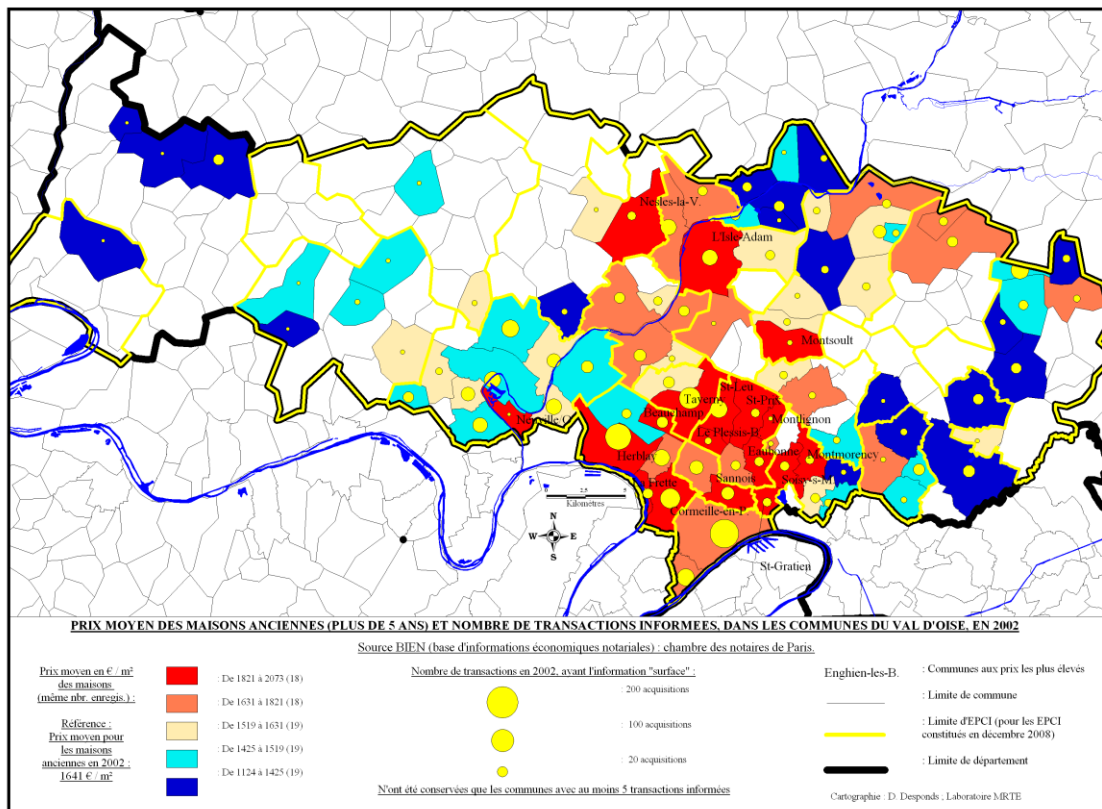 Nesles-la-V.
L'Isle-Adam
Montsoult
St-Leu
Taverny
St-Prix
Beauchamp
Montlignon
Le Plessis-B.
Neuville/O.
Eaubonne
Montmorency
Herblay
Sannois
Soisy-s-M.
La Frette
Cormeille-en-P.
0 2,5 5
Kilomètres
N
W E
S
St-Gratien
PRIX MOYEN DES MAISONS ANCIENNES (PLUS DE 5 ANS) ET NOMBRE DE TRANSACTIONS INFORMEES, DANS LES COMMUNES DU VAL D'OISE, EN 2002
Source BIEN (base d'informations économiques notariales) : chambre des notaires de Paris.
Prix moyen en € / m²
des maisons
(même nbr. enregis.) :
Référence :
Prix moyen pour
les maisons
anciennes en 2002 :
1641 € / m²
: De 1821 à 2073 (18)
: De 1631 à 1821 (18)
: De 1519 à 1631 (19)
: De 1425 à 1519 (19)
: De 1124 à 1425 (19)
Nombre de transactions en 2002, ayant l'information "surface" :
: 200 acquisitions
: 100 acquisitions
: 20 acquisitions
N'ont été conservées que les communes avec au moins 5 transactions informées
Enghien-les-B. : Communes aux prix les plus élevés
: Limite de commune
: Limite d'EPCI (pour les EPCI
constitués en décembre 2008)
: Limite de département
Cartographie : D. Desponds ; Laboratoire MRTE